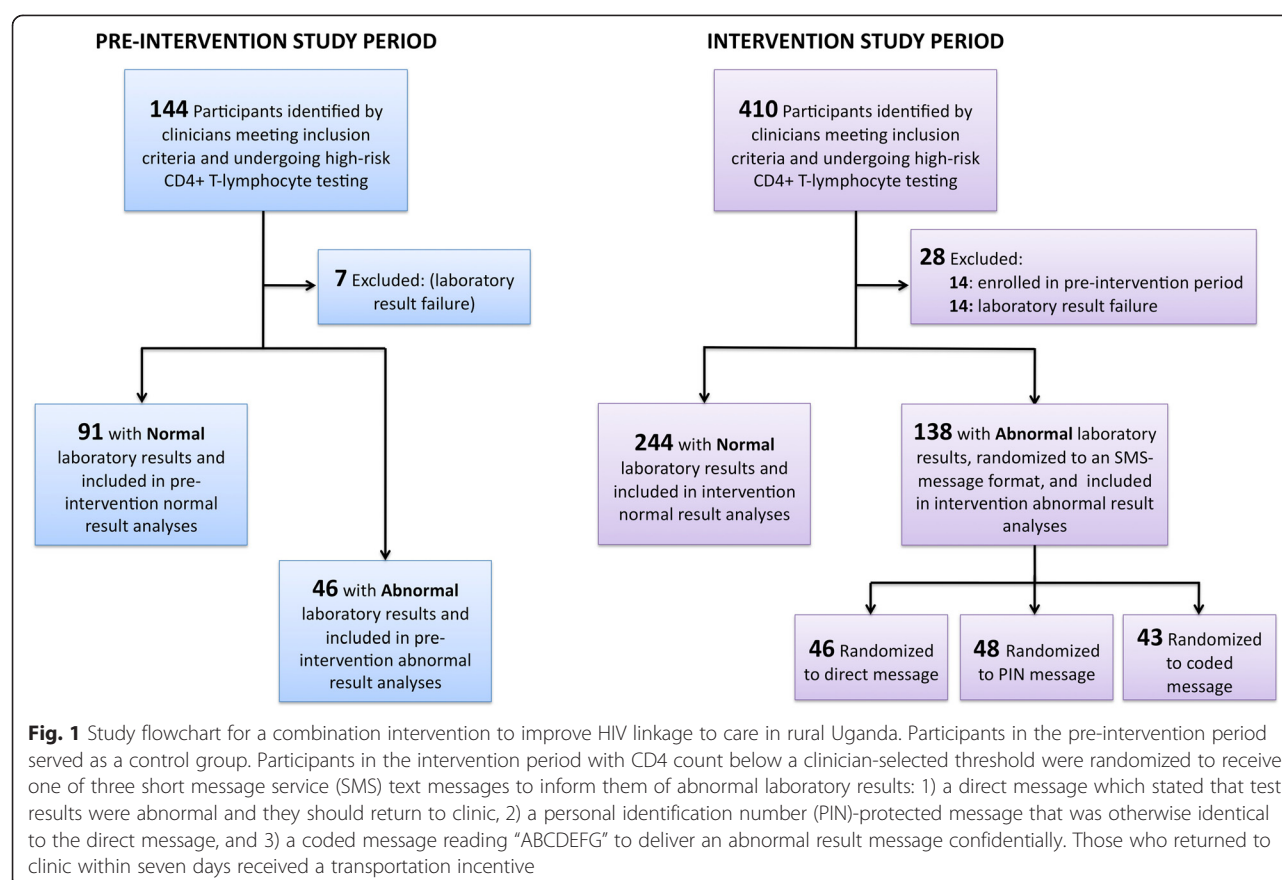 PRE-INTERVENTION STUDY PERIOD
144 Participants identified by
clinicians meeting inclusion
criteria and undergoing high-risk
CD4+ T-lymphocyte testing
7 Excluded: (laboratory
result failure)
91 with Normal
laboratory results and
included in pre-
intervention normal
result analyses
46 with Abnormal
laboratory results and
included in pre-
intervention abnormal
result analyses
INTERVENTION STUDY PERIOD
410 Participants identified by
clinicians meeting inclusion
criteria and undergoing high-risk
CD4+ T-lymphocyte testing
28 Excluded:
14: enrolled in pre-intervention period
14: laboratory result failure
244 with Normal
laboratory results and
included in intervention
normal result analyses
138 with Abnormal laboratory
results, randomized to an SMS-
message format, and included
in intervention abnormal result
analyses
46 Randomized
to direct message
48 Randomized
to PIN message
43 Randomized
to coded
message
Fig. 1 Study flowchart for a combination intervention to improve HIV linkage to care in rural Uganda. Participants in the pre-intervention period
served as a control group. Participants in the intervention period with CD4 count below a clinician-selected threshold were randomized to receive
one of three short message service (SMS) text messages to inform them of abnormal laboratory results: 1) a direct message which stated that test
results were abnormal and they should return to clinic, 2) a personal identification number (PIN)-protected message that was otherwise identical
to the direct message, and 3) a coded message reading “ABCDEFG” to deliver an abnormal result message confidentially. Those who returned to
clinic within seven days received a transportation incentive